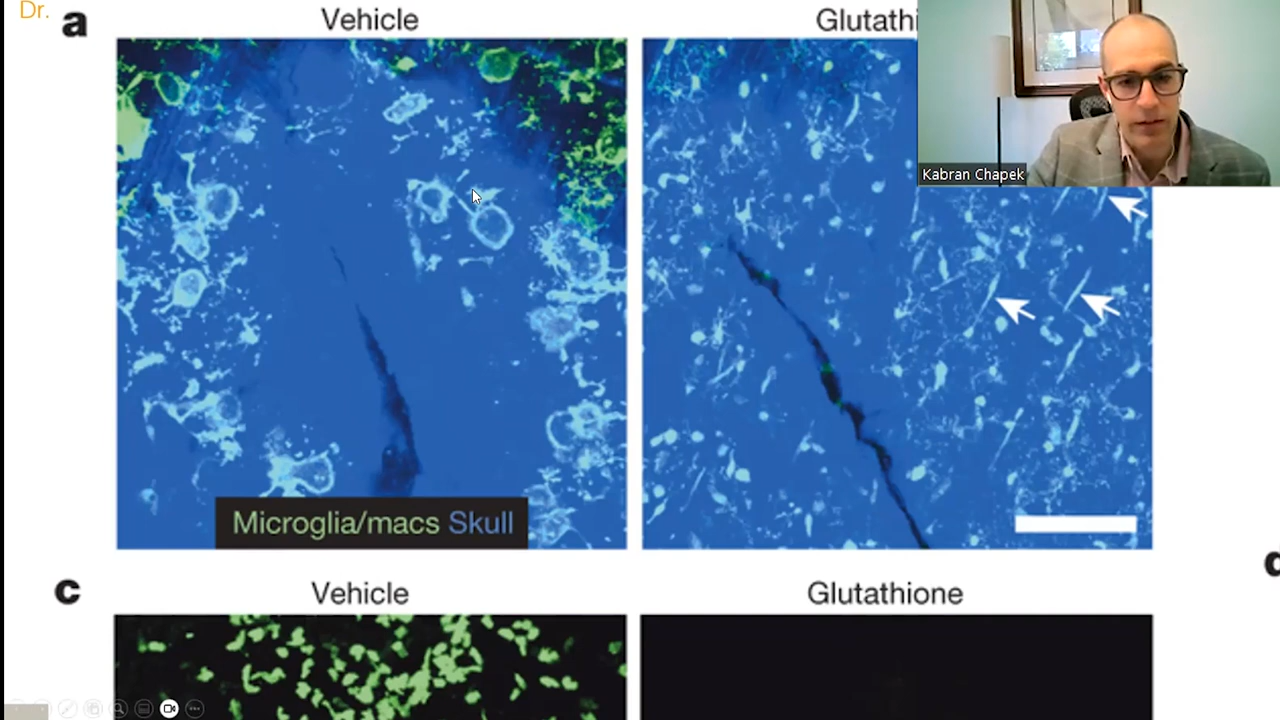 Dr.
a
Vehicle
Glutathi
Kabran Chapek
Microglia/macs Skull
c
Vehicle
Glutathione
d